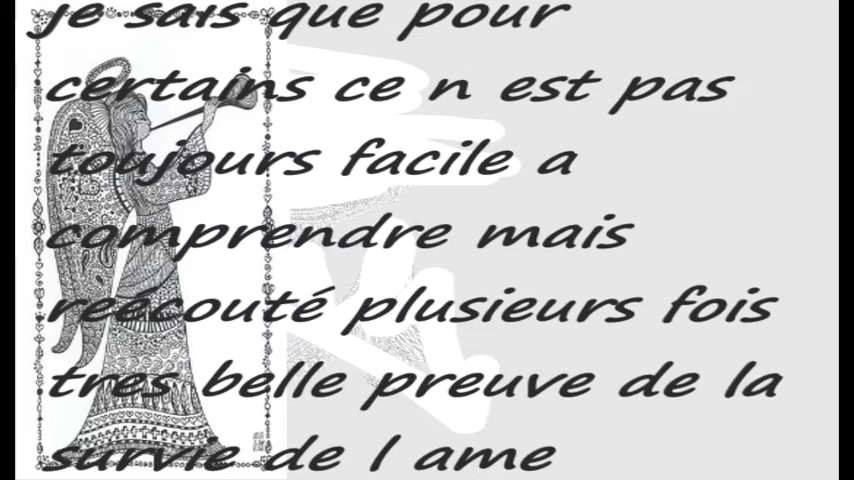 je sais que pour
certains ce n est pas
toujours facile a
comprendre mais
reécouté plusieurs fois
tres belle preuve de la
survie de l ame